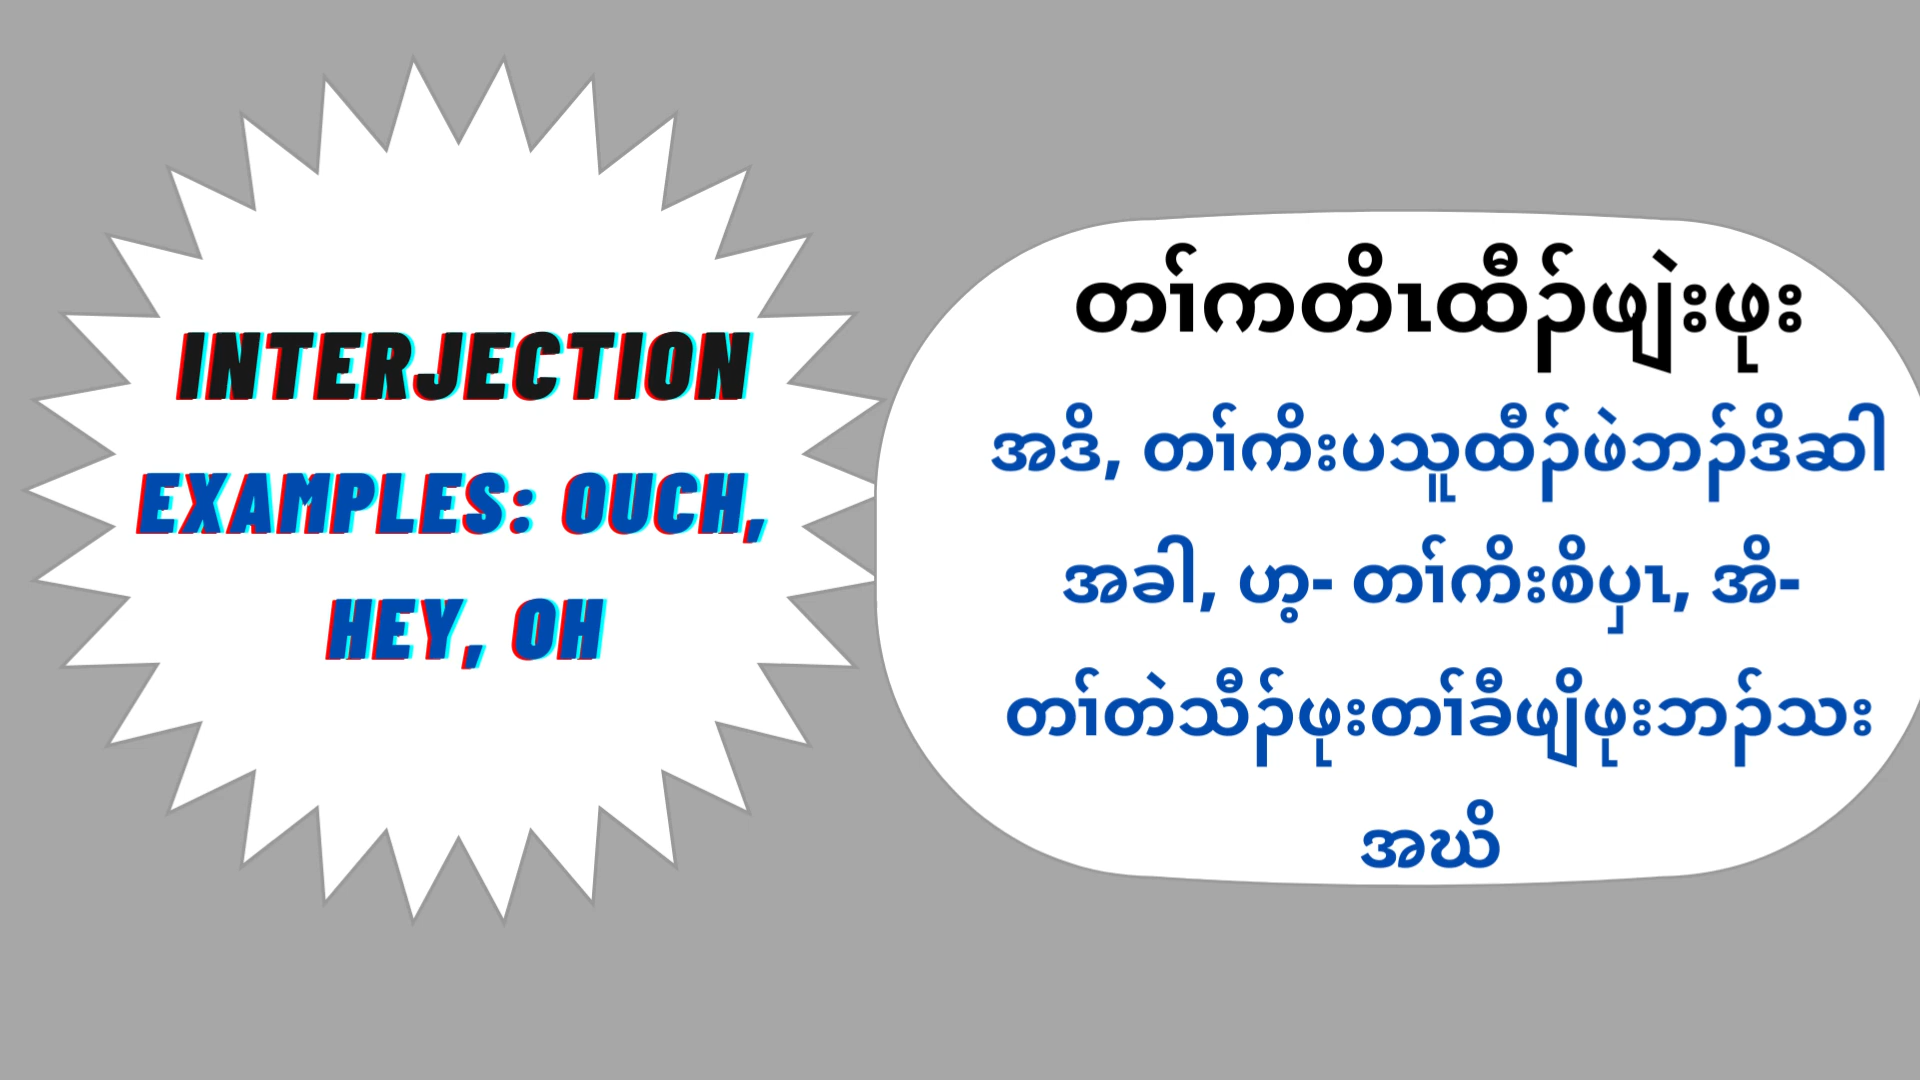 INTERJECTION
EXAMPLES: OUCH,
HEY, OH
တၢ်ကတိၤထီၣ်ဖျဲးဖုး
အဒိ, တၢ်ကိးပသူထီၣ်ဖဲဘၣ်ဒိဆါ
အခါ, ဟ့- တၢ်ကိးစိပှၤ, အိ-
တၢ်တဲသီၣ်ဖုးတၢ်ခီဖျိဖုးဘၣ်သး
အဃိ